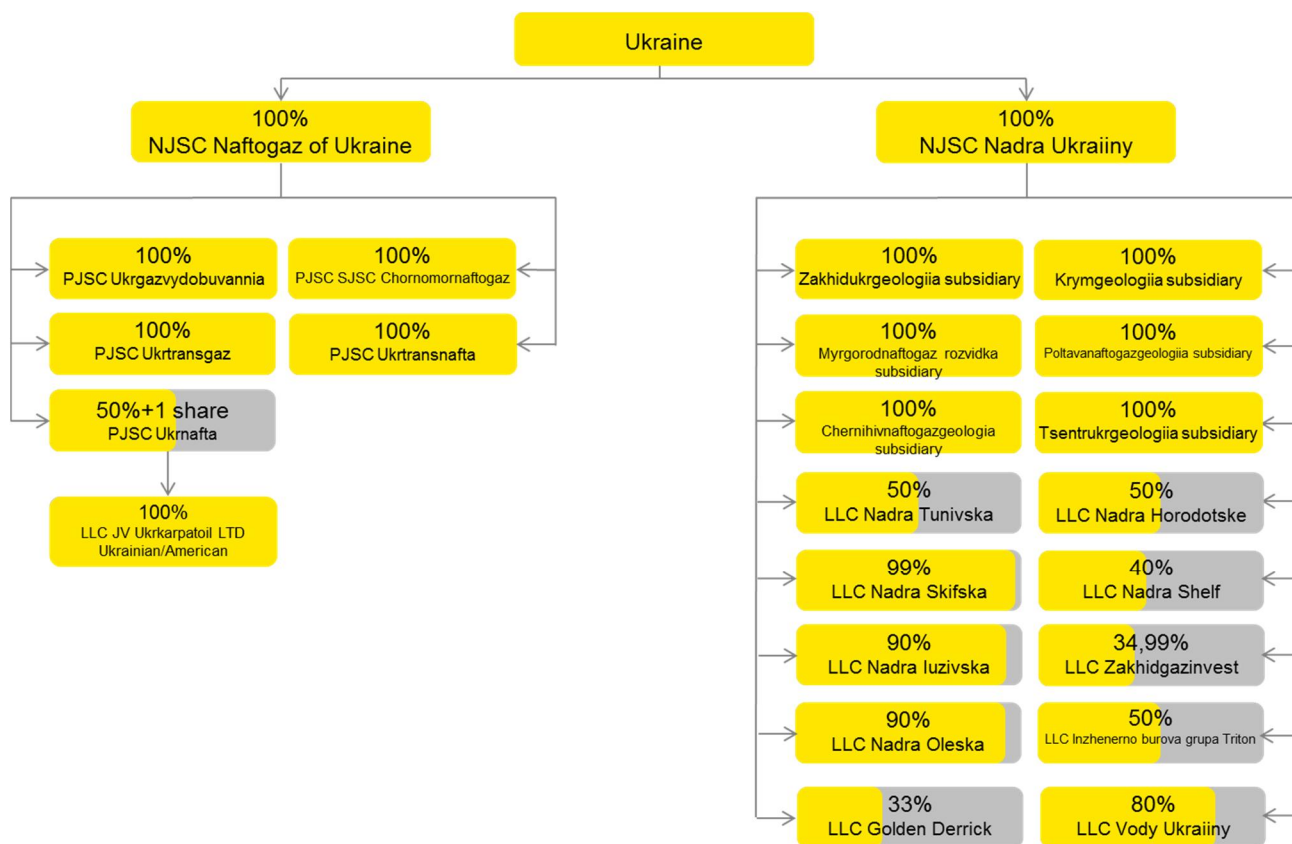 Ukraine
100%
NJSC Naftogaz of Ukraine
100%
NJSC Nadra Ukraiiny
100%
PJSC Ukrgazvydobuvannia
100%
PJSC SJSC Chornomornaftogaz
100%
PJSC Ukrtransgaz
100%
PJSC Ukrtransnafta
50%+1 share
PJSC Ukrnafta
100%
LLC JV Ukrkarpatoil LTD
Ukrainian/American
100%
Zakhidukrgeologiia subsidiary
100%
Krymgeologiia subsidiary
100%
Myrgorodnaftogaz rozvidka
subsidiary
100%
Poltavanaftogazgeologiia subsidiary
100%
Chernihivnaftogazgeologia
subsidiary
100%
Tsentrukrgeologiia subsidiary
50%
LLC Nadra Tunivska
50%
LLC Nadra Horodotske
99%
LLC Nadra Skifska
40%
LLC Nadra Shelf
90%
LLC Nadra Iuzivska
34,99%
LLC Zakhidgazinvest
90%
LLC Nadra Oleska
50%
LLC Inzhenerno burova grupa Triton
33%
LLC Golden Derrick
80%
LLC Vody Ukraiiny